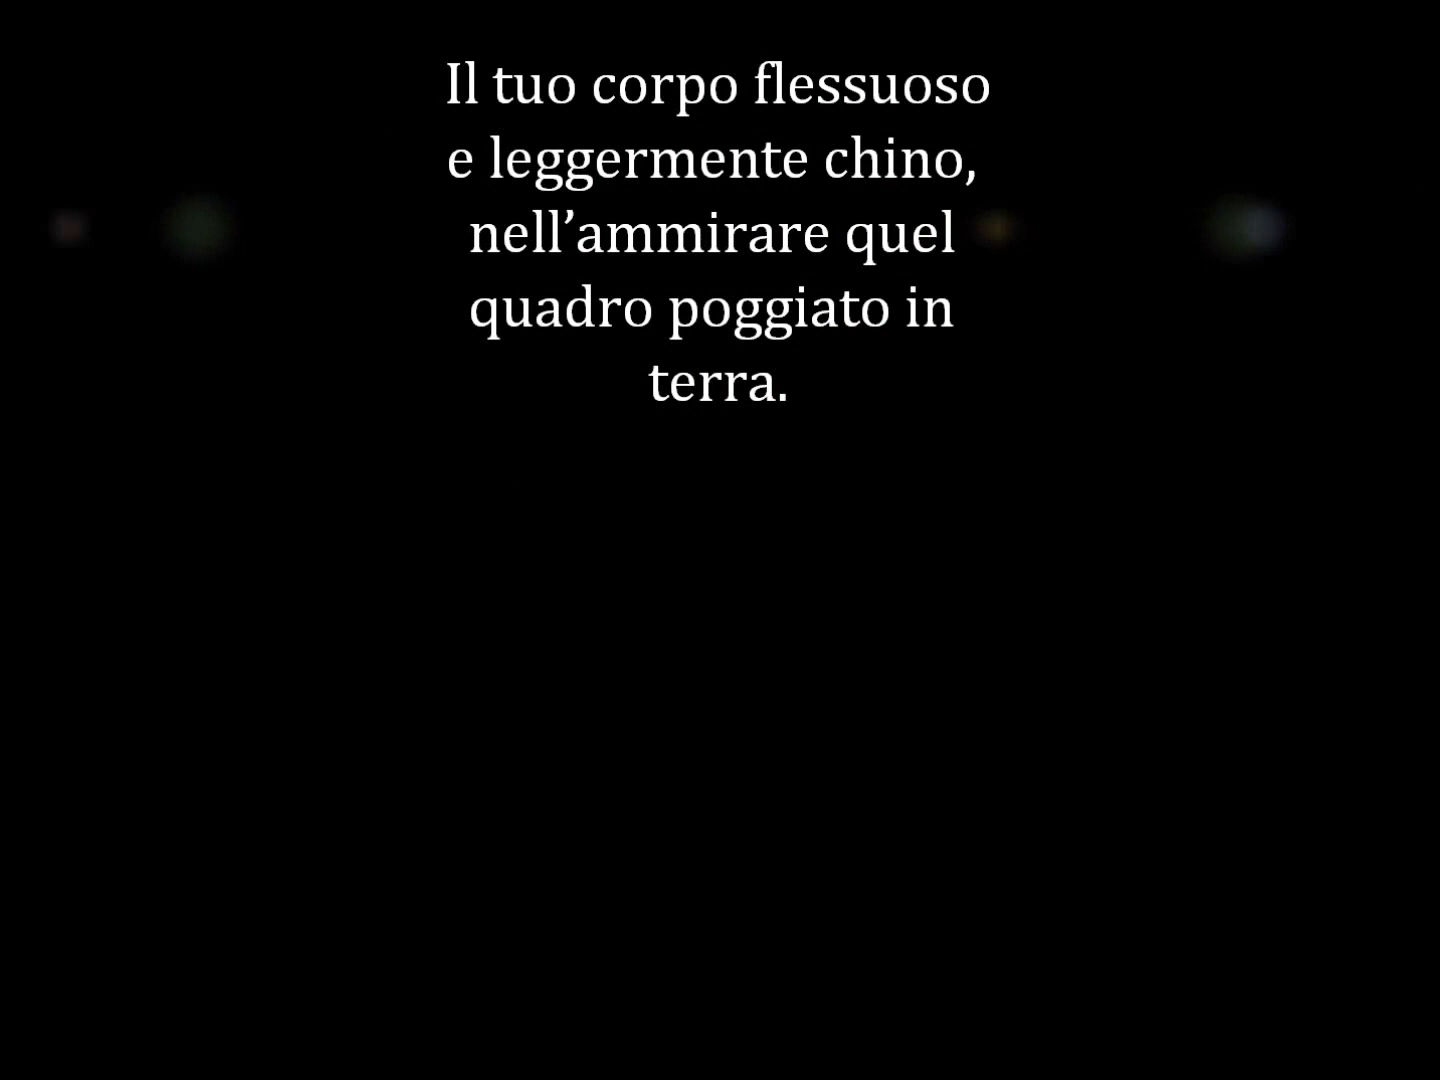 Il tuo corpo flessuoso
e leggermente chino,
nell’ammirare quel
quadro poggiato in
terra.